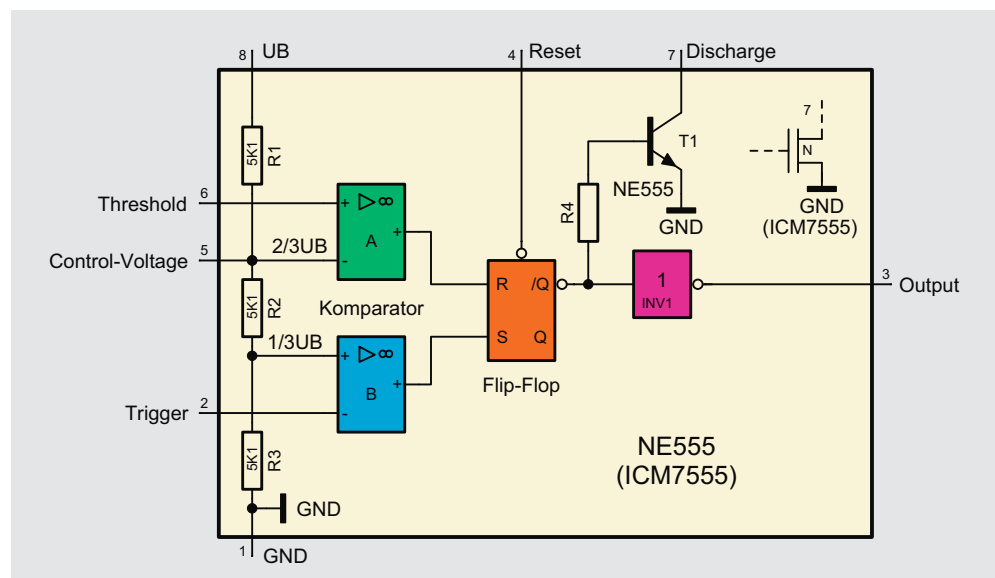 8 UB
4 Reset
7 Discharge
5K1 R1
T1
7
N
NE555
GND
GND
(ICM7555)
R4
6
Threshold
+ ▷ ∞
A
+
-
5
Control-Voltage
2/3UB
Komparator
5K1 R2
R /Q
S Q
Flip-Flop
1
INV1
3
Output
1/3UB
+ ▷ ∞
B
+
-
2
Trigger
5K1 R3
GND
1 GND
NE555
(ICM7555)